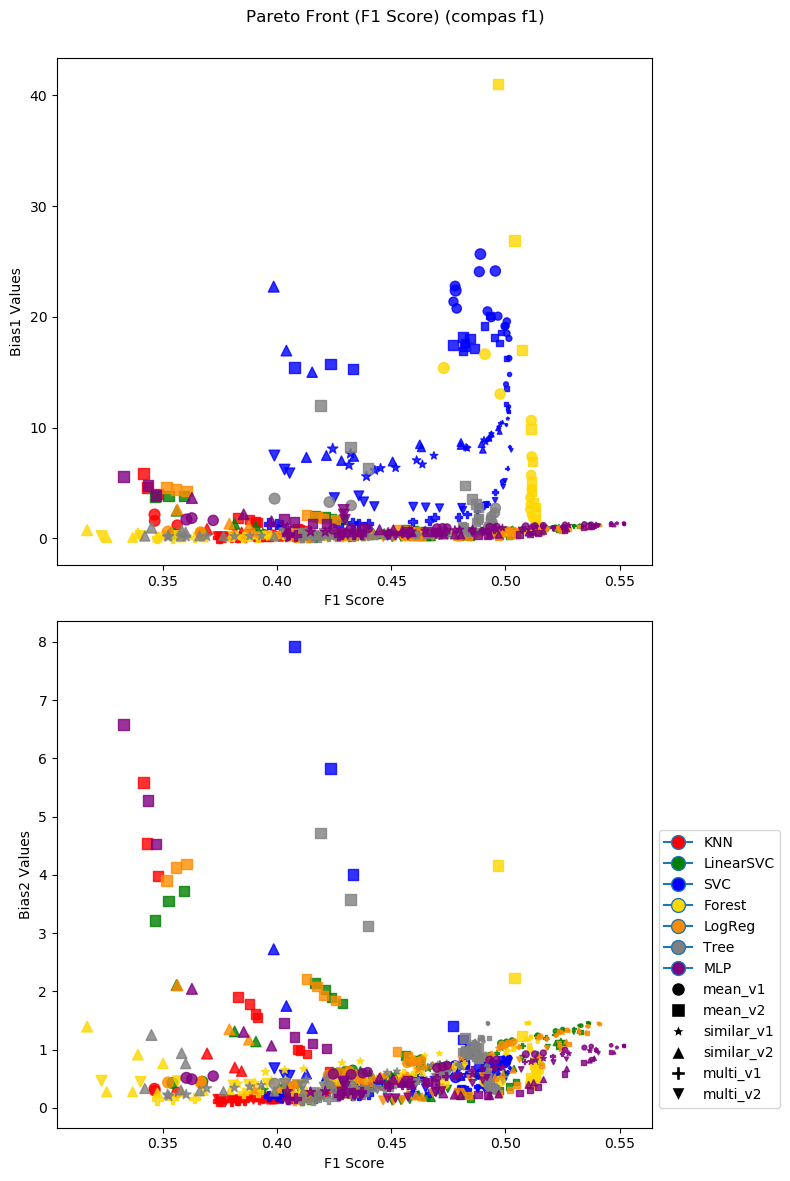 Pareto Front (F1 Score) (compas f1)
40
30
20
10
0
Bias1 Values
0.35 0.40 0.45 0.50 0.55
F1 Score
8
7
6
5
4
3
2
1
0
Bias2 Values
0.35 0.40 0.45 0.50 0.55
F1 Score
KNN
LinearSVC
SVC
Forest
LogReg
Tree
MLP
mean_v1
mean_v2
similar_v1
similar_v2
multi_v1
multi_v2